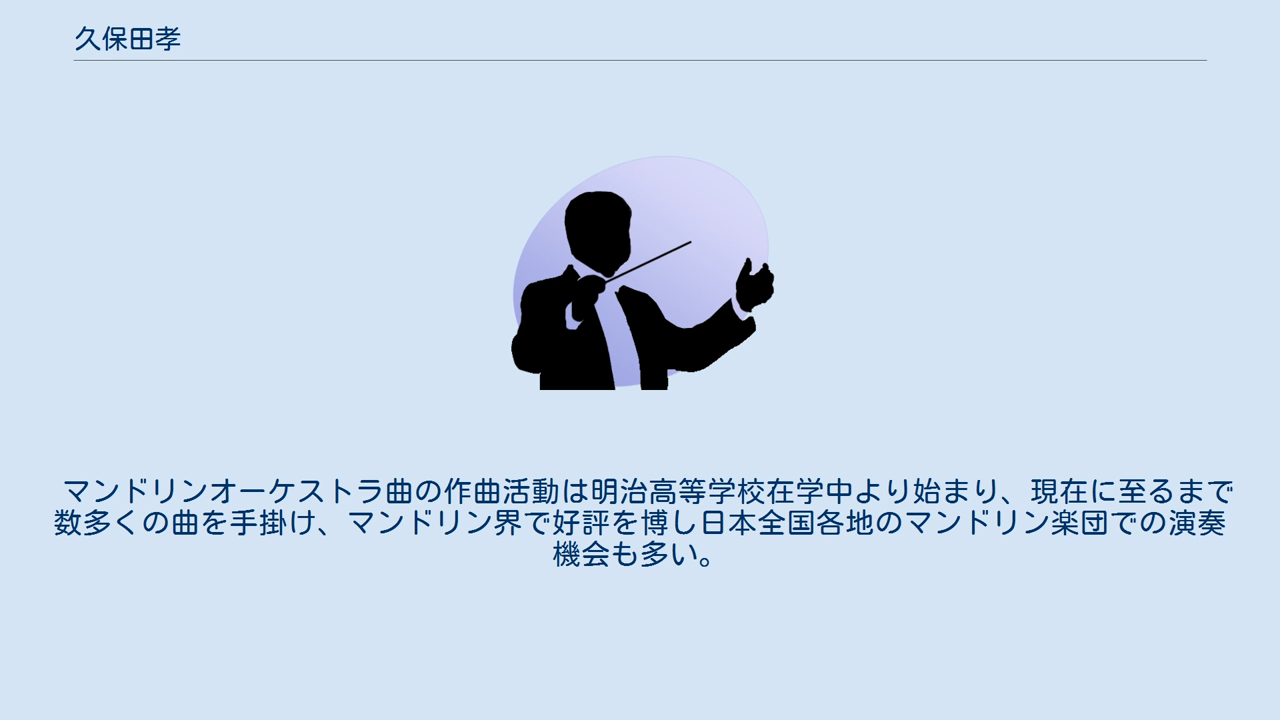 久保田孝
マンドリンオーケストラ曲の作曲活動は明治高等学校在学中より始まり、現在に至るまで
数多くの曲を手掛け、マンドリン界で好評を博し日本全国各地のマンドリン楽団での演奏
機会も多い。